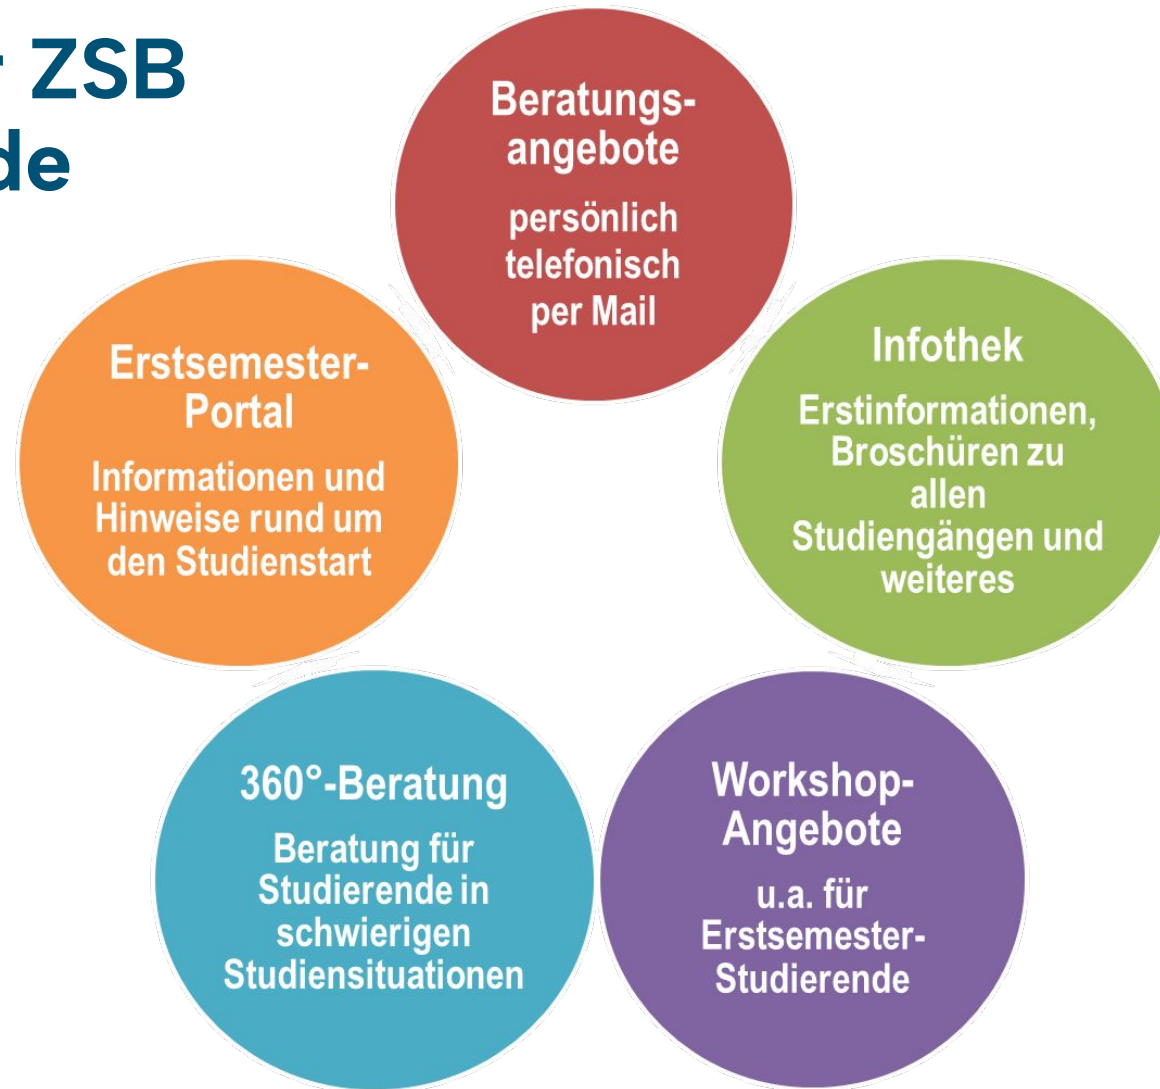 ZSB
de
Beratungs-
angebote
persönlich
telefonisch
per Mail
Erstsemester-
Portal
Informationen und
Hinweise rund um
den Studienstart
Infothek
Erstinformationen,
Broschüren zu
allen
Studiengängen und
weiteres
360°-Beratung
Beratung für
Studierende in
schwierigen
Studiensituationen
Workshop-
Angebote
u.a. für
Erstsemester-
Studierende